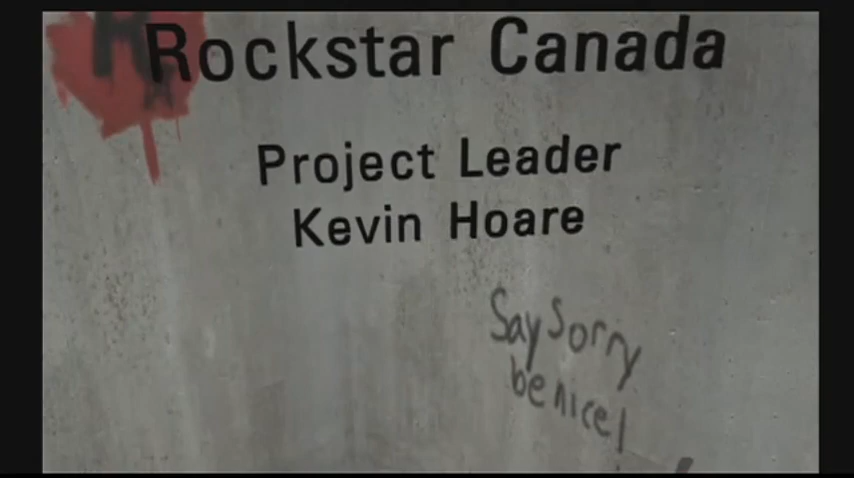 Rockstar Canada
Project Leader
Kevin Hoare
Say Sorry
be nice!